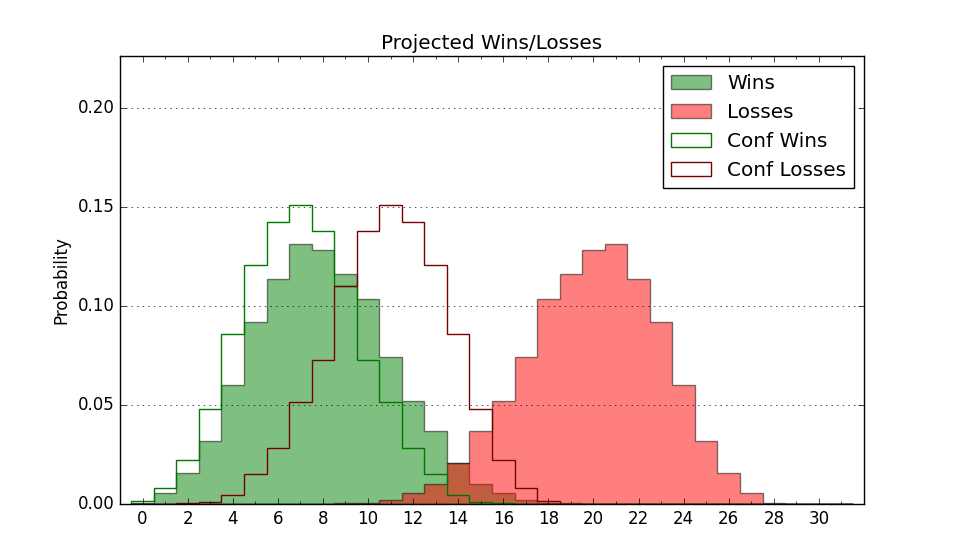 Projected Wins/Losses
Wins
Losses
Conf Wins
Conf Losses
Probability
0.20
0.15
0.10
0.05
0.00
0 2 4 6 8 10 12 14 16 18 20 22 24 26 28 30